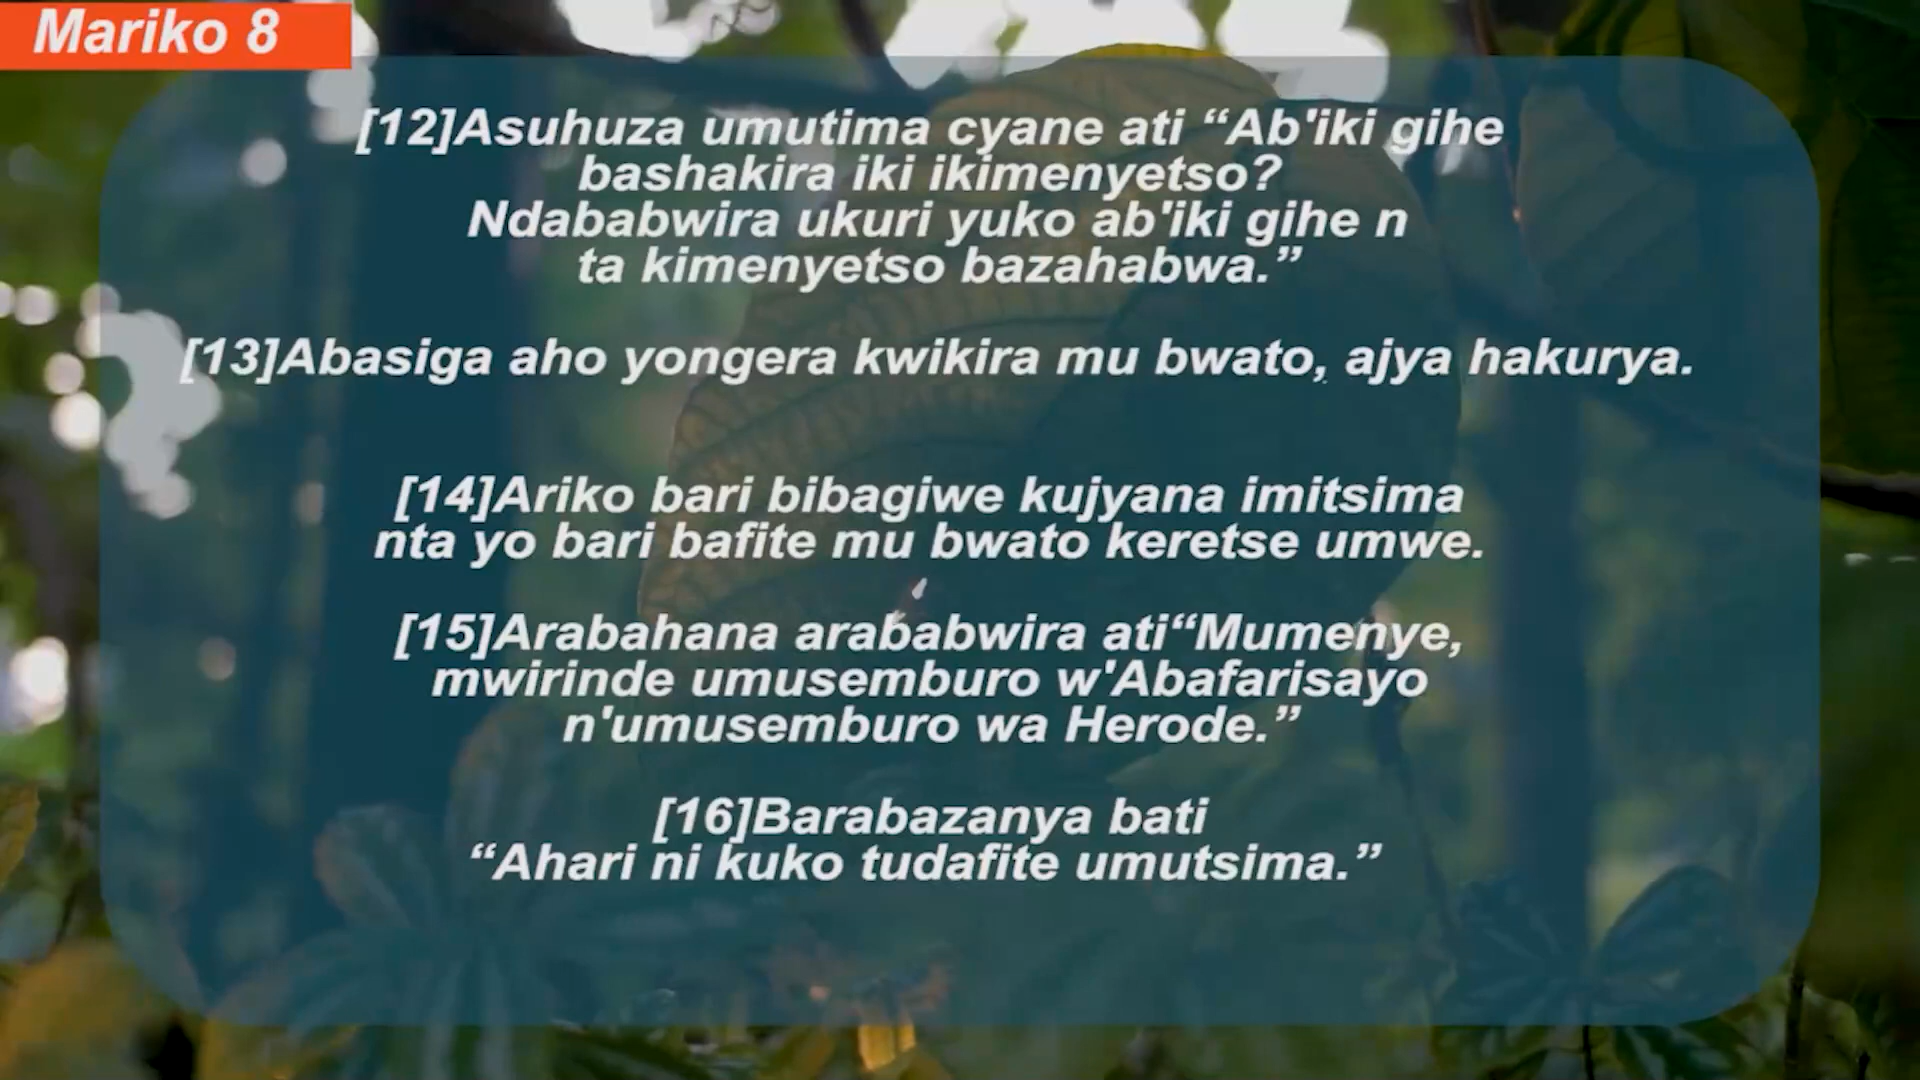 Mariko 8
[12]Asuhuza umutima cyane ati “Ab'iki gihe
bashakira iki ikimenyetso?
Ndababwira ukuri yuko ab'iki gihe n
ta kimenyetso bazahabwa.”
[13]Abasiga aho yongera kwikira mu bwato, ajya hakurya.
[14]Ariko bari bibagiwe kujyana imitsima
nta yo bari bafite mu bwato keretse umwe.
[15]Arabahana arababwira ati“Mumenye,
mwirinde umusemburo w'Abafarisayo
n'umusemburo wa Herode.”
[16]Barabazanya bati
“Ahari ni kuko tudafite umutsima.”